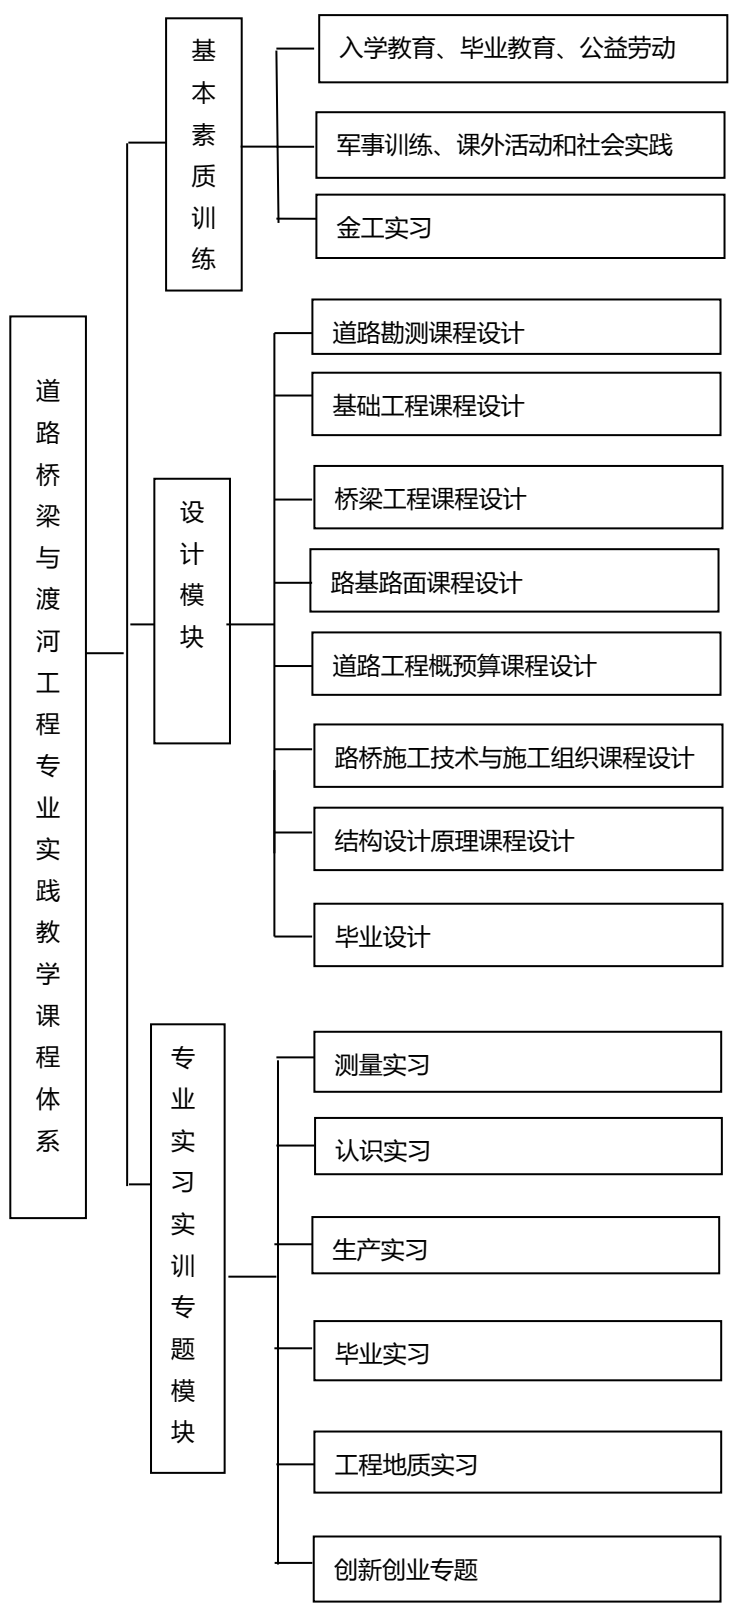 道路桥梁与渡河工程专业实践教学课程体系
基本素质训练
入学教育、毕业教育、公益劳动
军事训练、课外活动和社会实践
金工实习
设计模块
道路勘测课程设计
基础工程课程设计
桥梁工程课程设计
路基路面课程设计
道路工程概预算课程设计
路桥施工技术与施工组织课程设计
结构设计原理课程设计
毕业设计
专业实习实训专题模块
测量实习
认识实习
生产实习
毕业实习
工程地质实习
创新创业专题